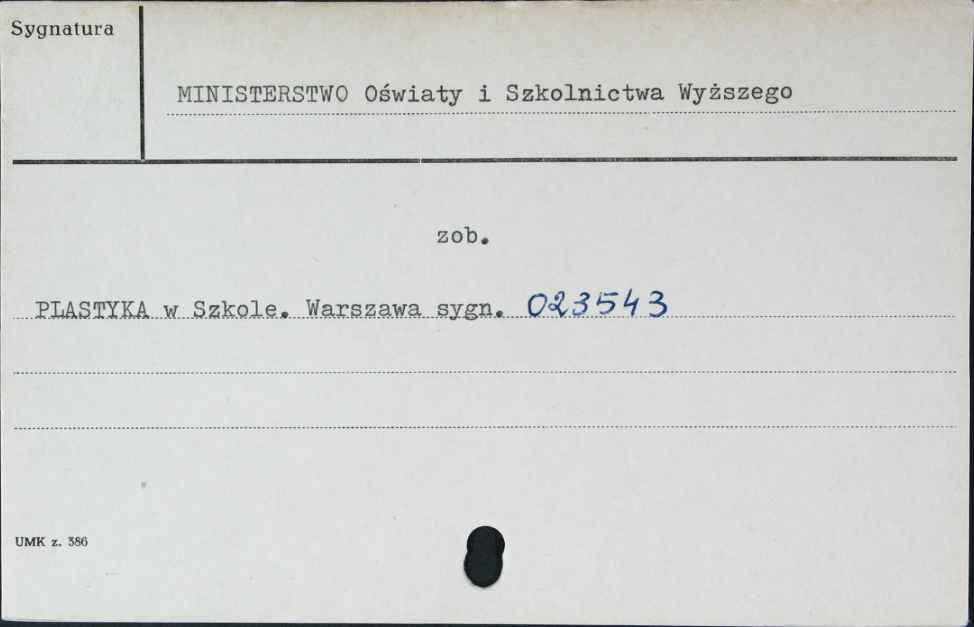 Sygnatura
MINISTERSTWO Oświaty i Szkolnictwa Wyższego
zob.
PLASTYKA w Szkole. Warszawa sygn. 023543
UMK z. 386